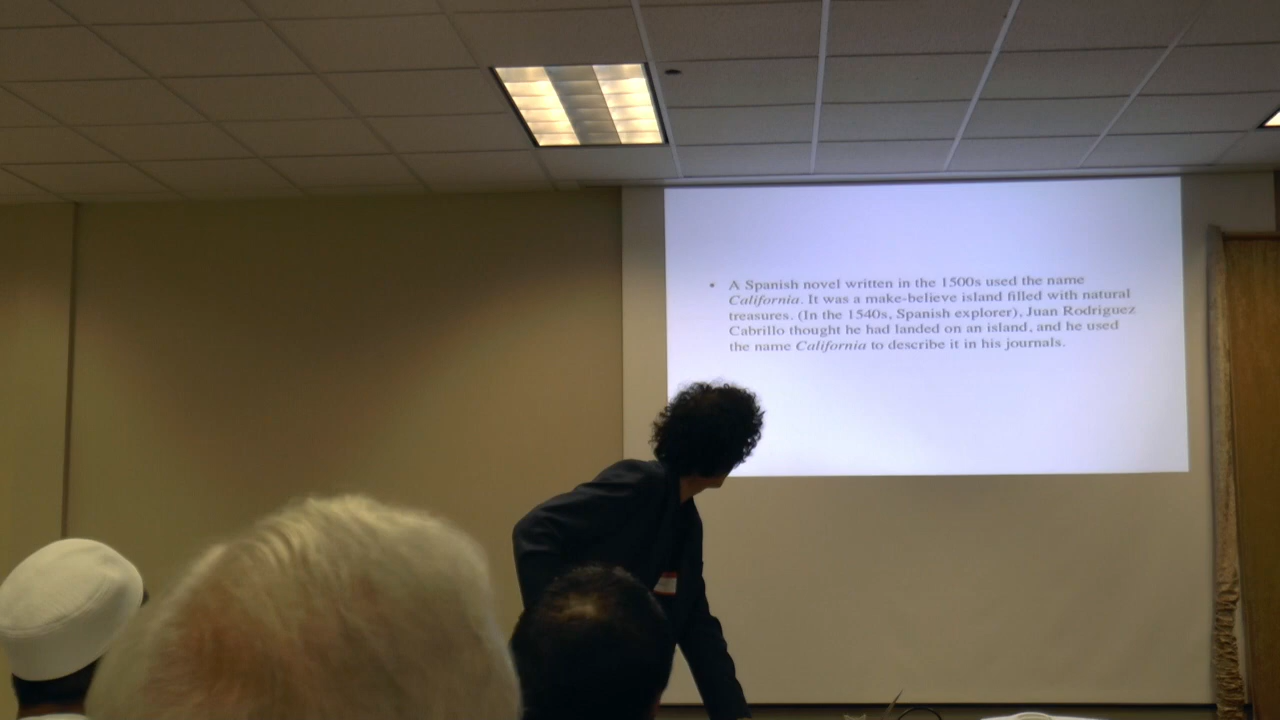 • A Spanish novel written in the 1500s used the name
California. It was a make-believe island filled with natural
treasures. (In the 1540s, Spanish explorer), Juan Rodriguez
Cabrillo thought he had landed on an island, and he used
the name California to describe it in his journals.